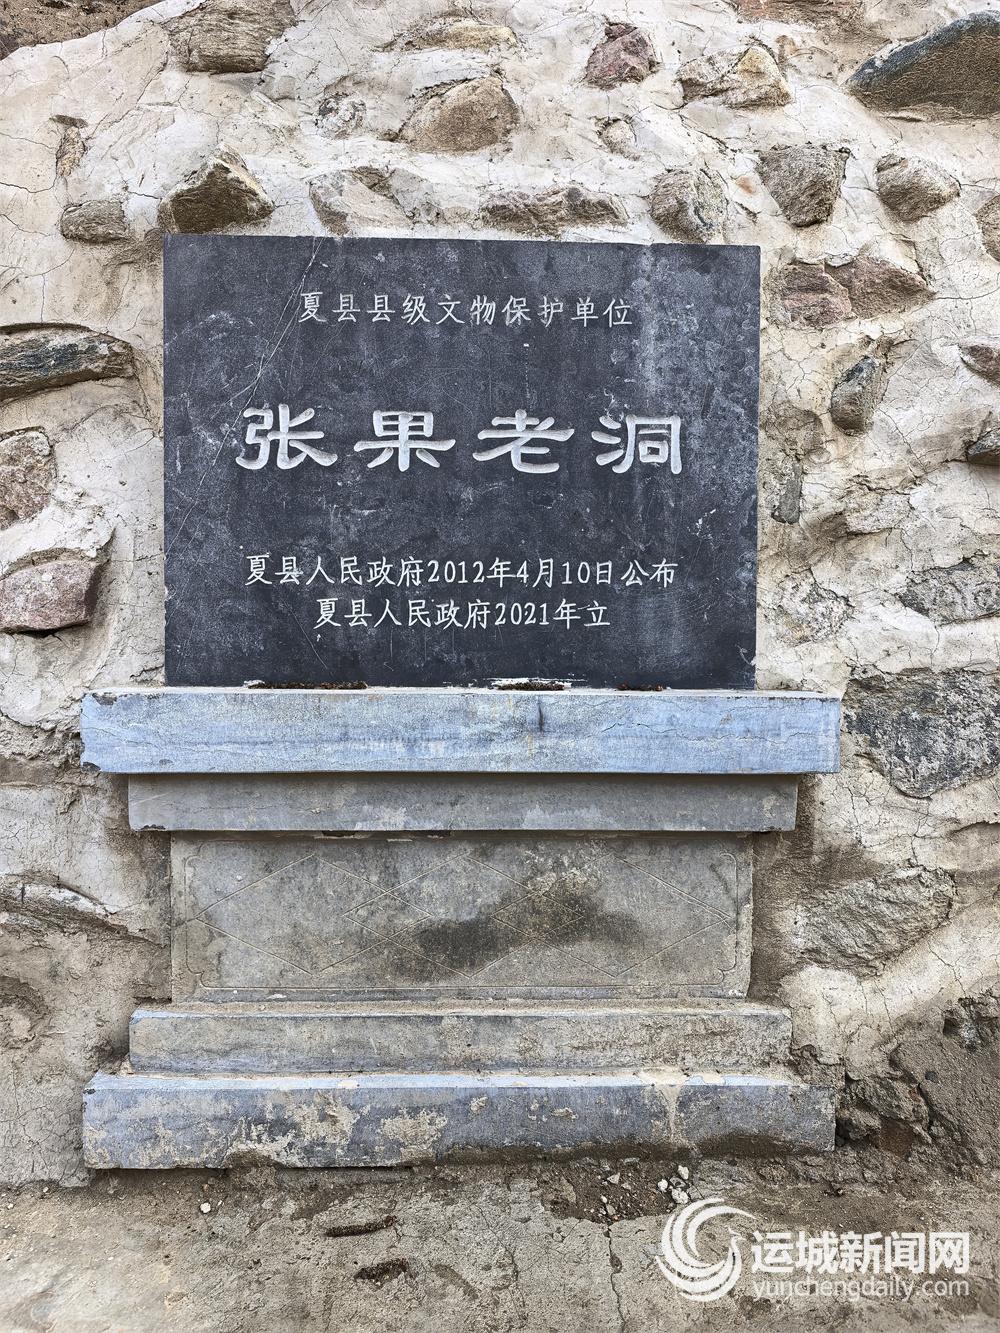 夏县县级文物保护单位
张果老洞
夏县人民政府2012年4月10日公布
夏县人民政府2021年立
运城新闻网
yunchengdaily.com